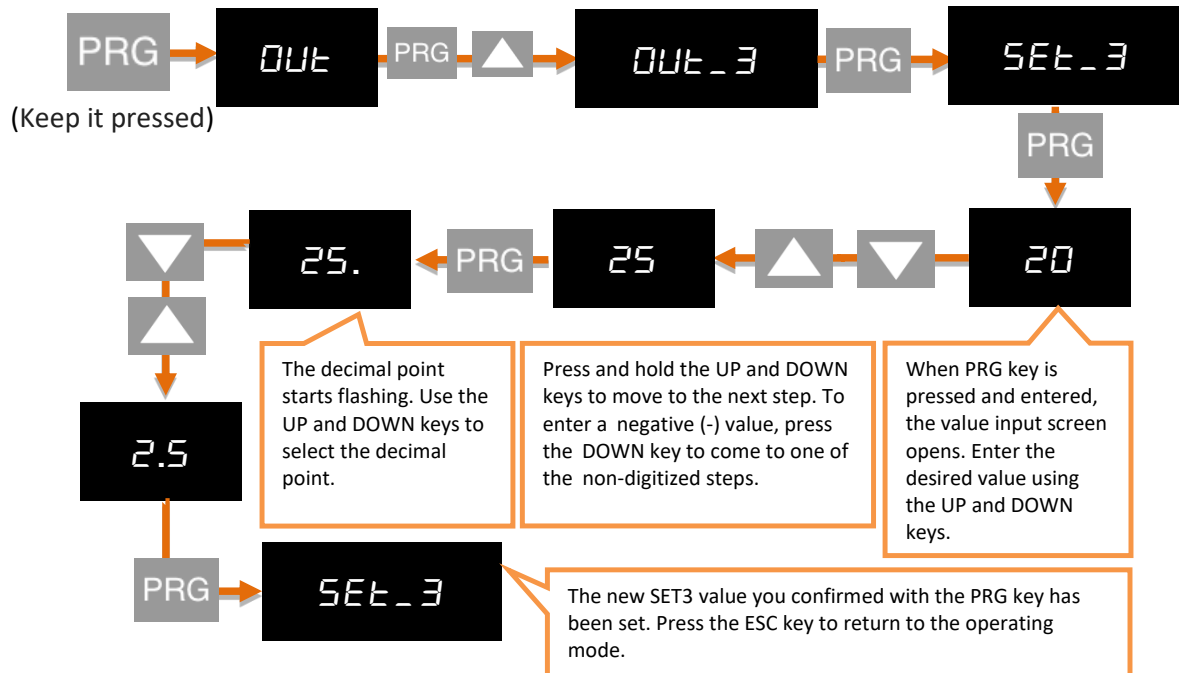 PRG
OUt
PRG
OUt_3
PRG
SEt_3
(Keep it pressed)
PRG
20
25
PRG
25.
The decimal point
starts flashing. Use the
UP and DOWN keys to
select the decimal
point.
Press and hold the UP and DOWN
keys to move to the next step. To
enter a negative (-) value, press
the DOWN key to come to one of
the non-digitized steps.
When PRG key is
pressed and entered,
the value input screen
opens. Enter the
desired value using
the UP and DOWN
keys.
2.5
PRG
SEt_3
The new SET3 value you confirmed with the PRG key has
been set. Press the ESC key to return to the operating
mode.